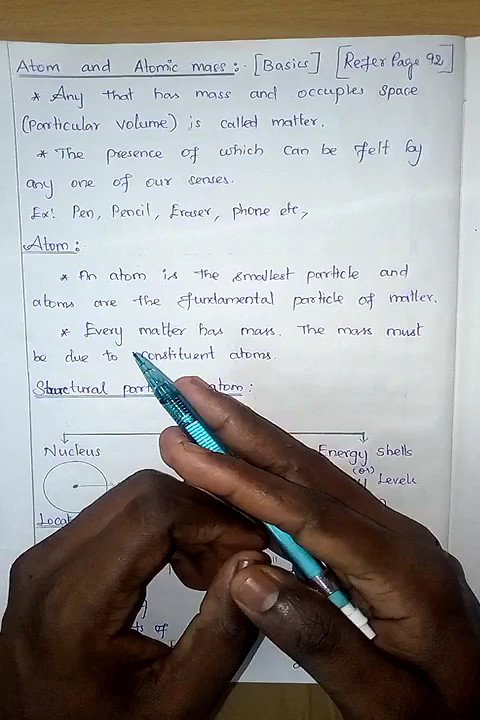 Atom and Atomic mass :- [Basics] [Refer Page 92]
* Any that has mass and occuples space
(Particular volume) is called matter.
* The presence of which can be felt by
any one of our senses.
Ex! Pen, Pencil, Eraser, phone etc,
Atom :-
* An atom is the smallest particle and
atoms are the fundamental particle of matter.
* Every matter has mass. The mass must
be due to constituent atoms.
Structural atom :
Nucleus Energy shells
(or)
Levels
of